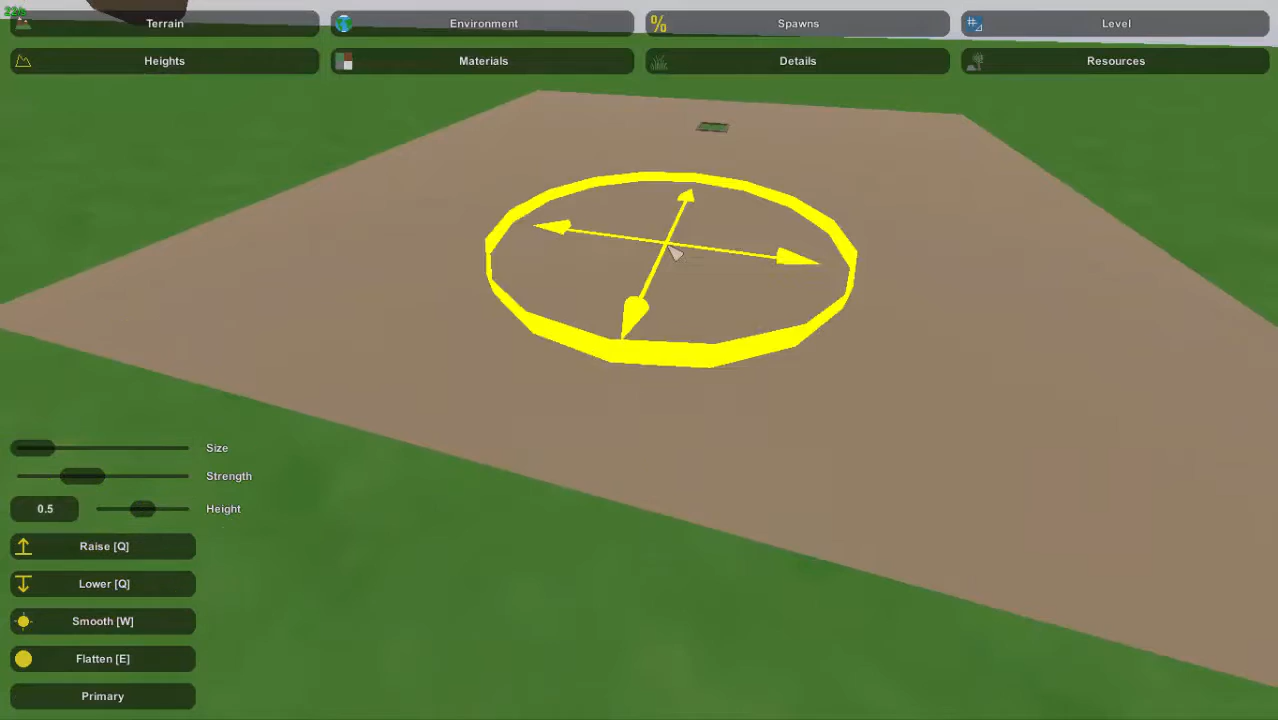 Terrain
Environment
%
Spawns
Level
Heights
Materials
Details
Resources
Size
Strength
0.5
Height
Raise [Q]
Lower [Q]
Smooth [W]
Flatten [E]
Primary